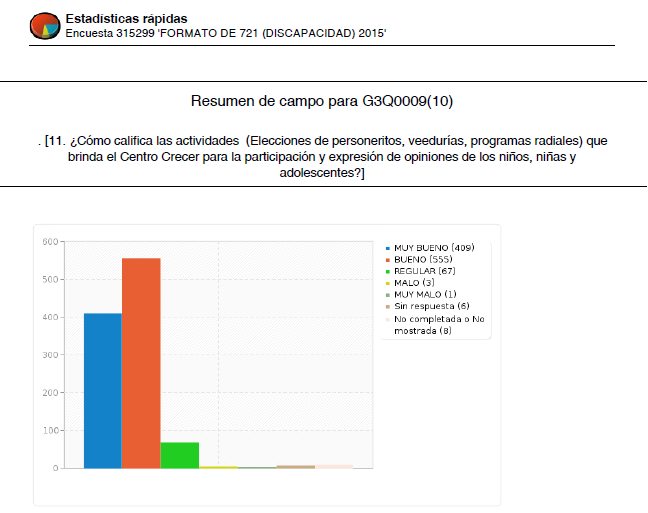 Estadísticas rápidas
Encuesta 315299 'FORMATO DE 721 (DISCAPACIDAD) 2015'
Resumen de campo para G3Q0009(10)
. [11. ¿Cómo califica las actividades (Elecciones de personeritos, veedurías, programas radiales) que
brinda el Centro Crecer para la participación y expresión de opiniones de los niños, niñas y
adolescentes?]
600
500
400
300
200
100
0
MUY BUENO (409)
BUENO (555)
REGULAR (67)
MALO (3)
MUY MALO (1)
Sin respuesta (6)
No completada o No
mostrada (8)